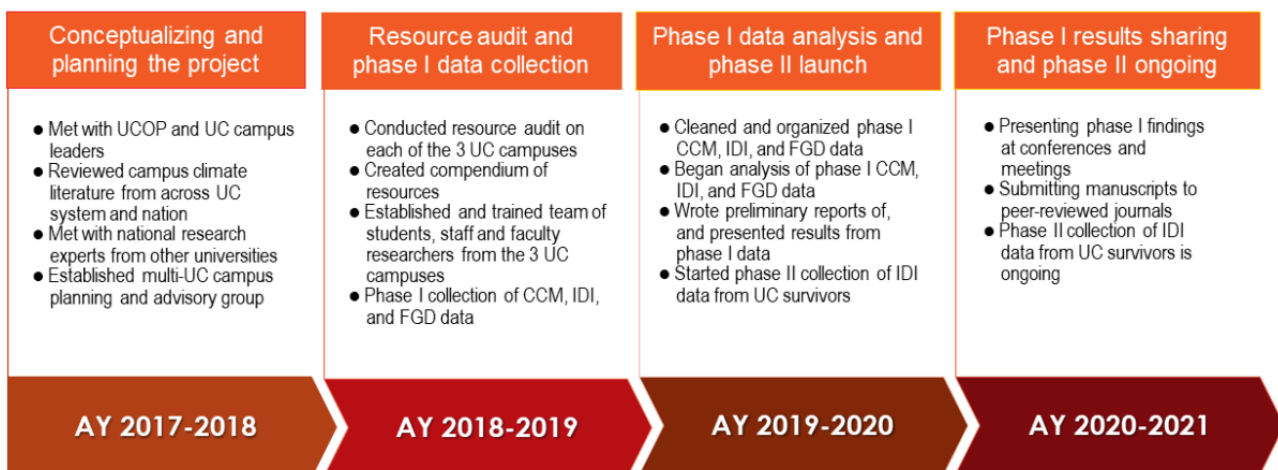 Conceptualizing and
planning the project
● Met with UCOP and UC campus
leaders
● Reviewed campus climate
literature from across UC
system and nation
● Met with national research
experts from other universities
● Established multi-UC campus
planning and advisory group
AY 2017-2018
Resource audit and
phase I data collection
● Conducted resource audit on
each of the 3 UC campuses
● Created compendium of
resources
● Established and trained team of
students, staff and faculty
researchers from the 3 UC
campuses
● Phase I collection of CCM, IDI,
and FGD data
AY 2018-2019
Phase I data analysis and
phase II launch
● Cleaned and organized phase I
CCM, IDI, and FGD data
● Began analysis of phase I CCM,
IDI, and FGD data
● Wrote preliminary reports of,
and presented results from
phase I data
● Started phase II collection of IDI
data from UC survivors
AY 2019-2020
Phase I results sharing
and phase II ongoing
● Presenting phase I findings
at conferences and
meetings
● Submitting manuscripts to
peer-reviewed journals
● Phase II collection of IDI
data from UC survivors is
ongoing
AY 2020-2021